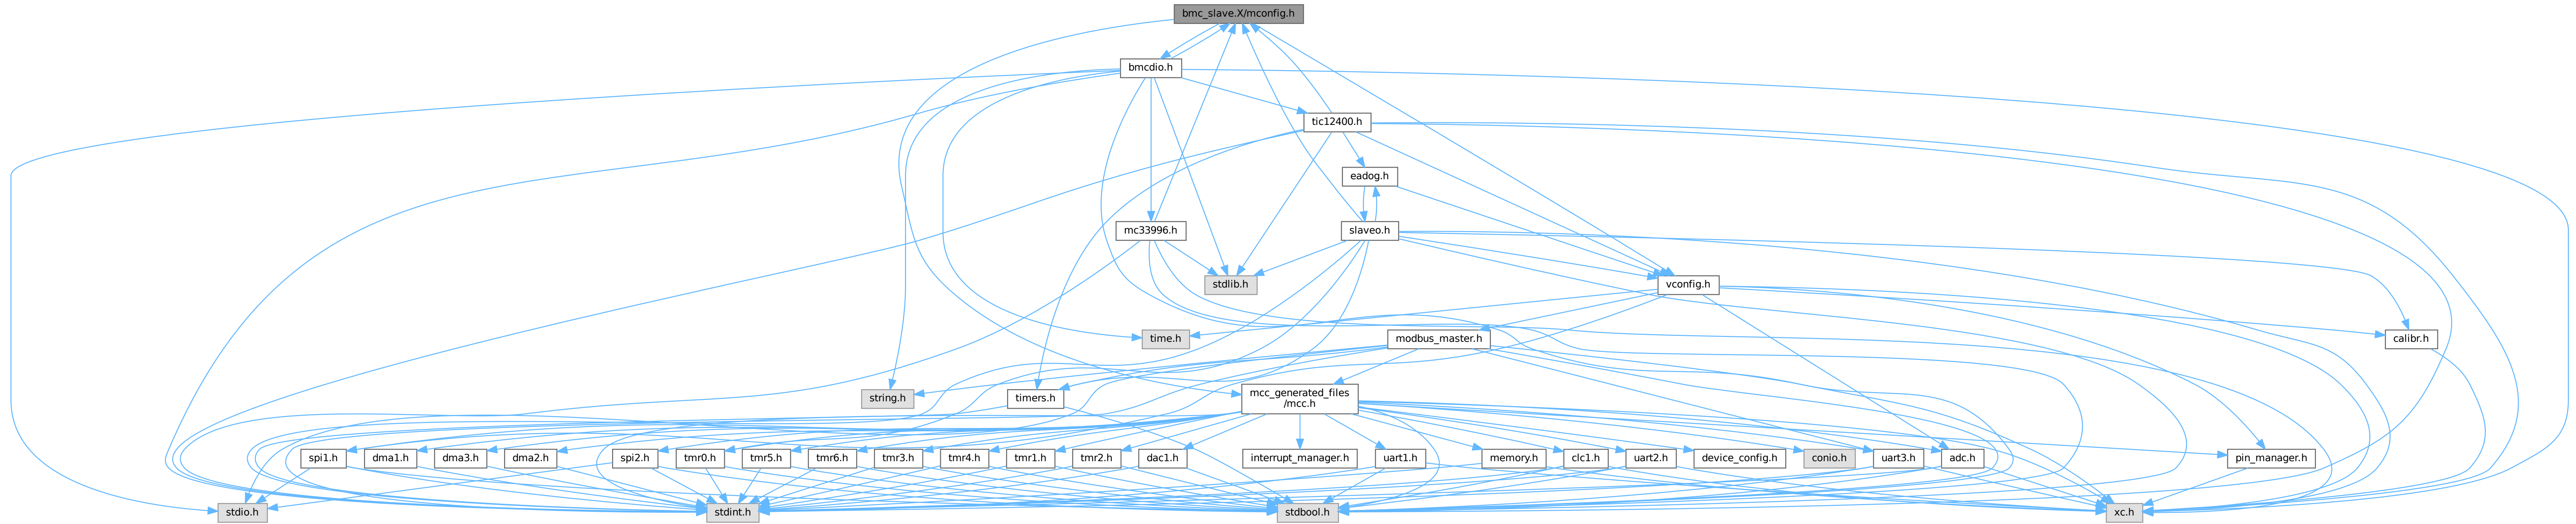 bmc_slave.X/mconfig.h
bmcdio.h
tic12400.h
eadog.h
mc33996.h
slaveo.h
stdlib.h
vconfig.h
time.h
modbus_master.h
calibr.h
string.h
timers.h
mcc_generated_files
/mcc.h
spi1.h
dma1.h
dma3.h
dma2.h
spi2.h
tmr0.h
tmr5.h
tmr6.h
tmr3.h
tmr4.h
tmr1.h
tmr2.h
dac1.h
interrupt_manager.h
uart1.h
memory.h
clc1.h
uart2.h
device_config.h
conio.h
uart3.h
adc.h
pin_manager.h
stdio.h
stdint.h
stdbool.h
xc.h